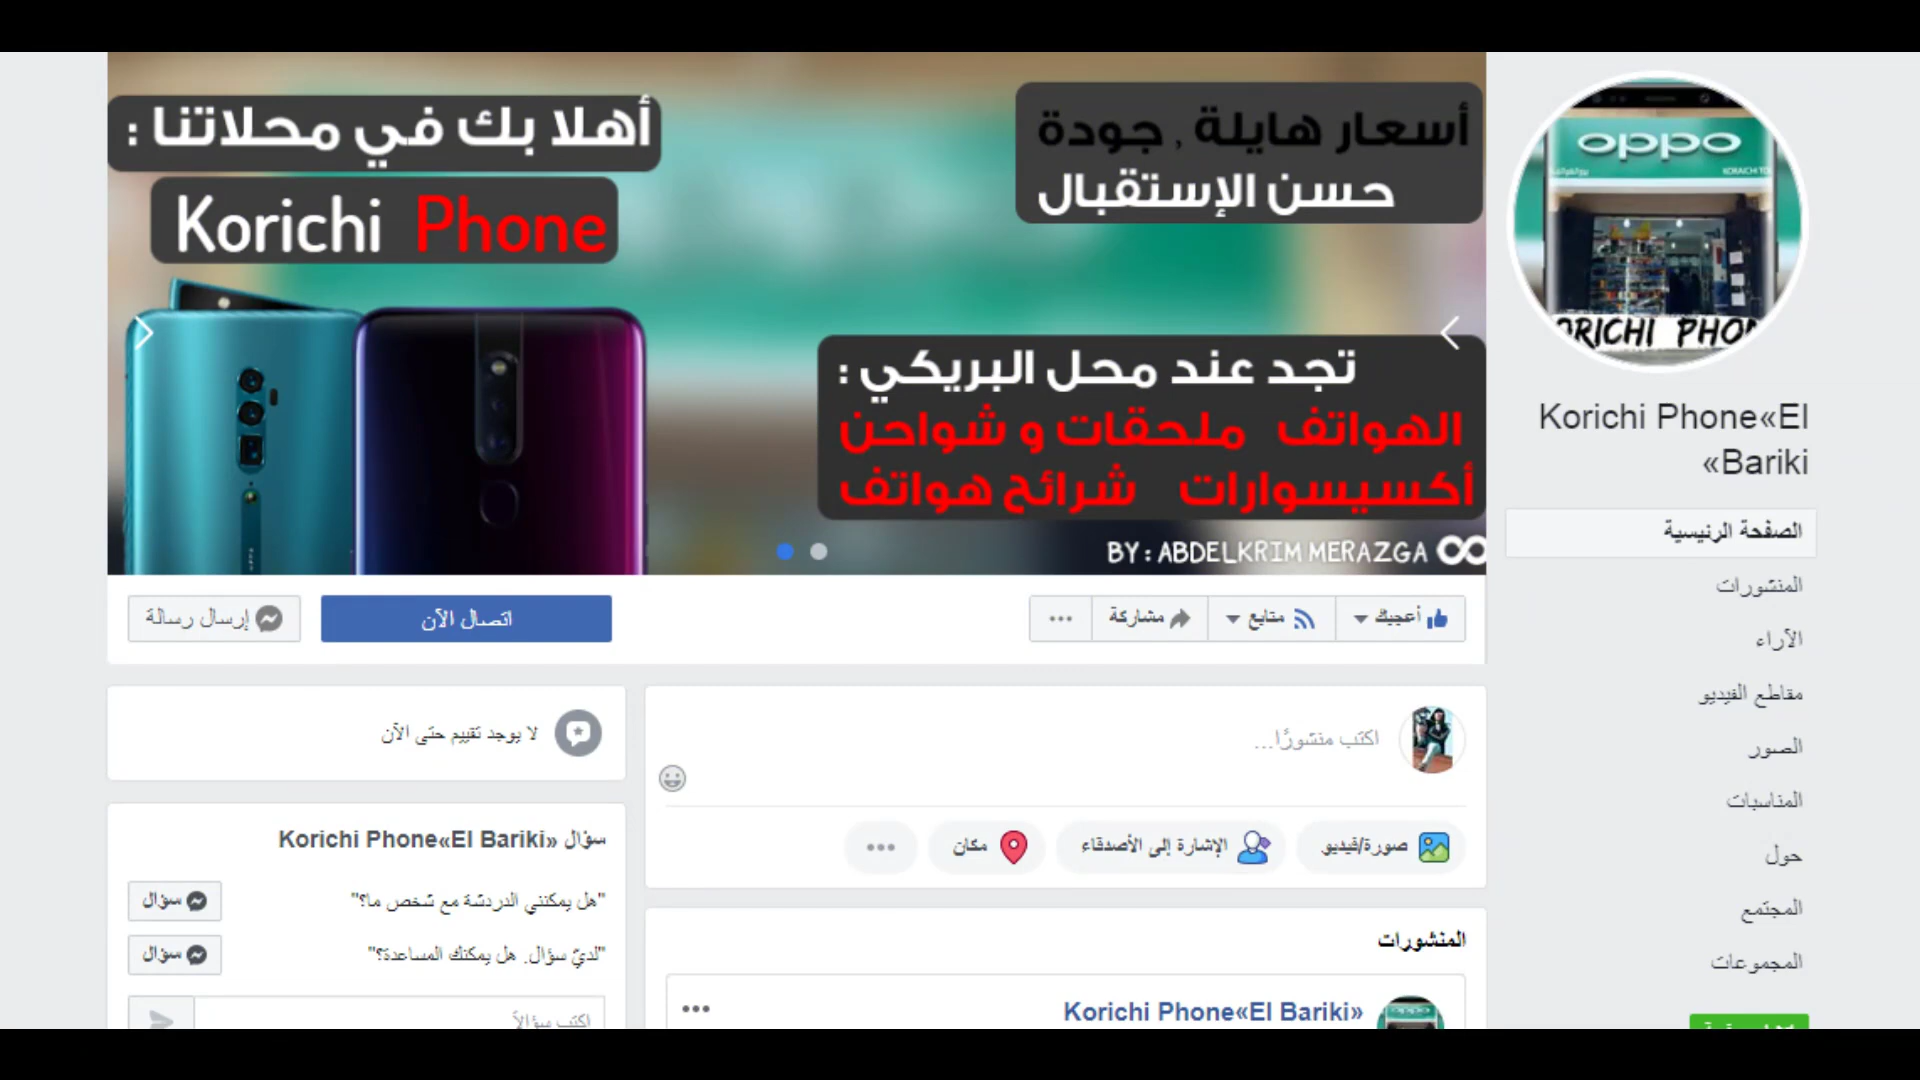 أهلا بك في محلاتنا :
Korichi Phone
أسعار هايلة , جودة
حسن الإستقبال
تجد عند محل البريكي :
الهواتف ملحقات و شواحن
أكسيسوارات شرائح هواتف
BY : ABDELKRIM MERAZGA
oppo
ORICHI PHON
Korichi Phone«El
Bariki»
الصفحة الرئيسية
المنشورات
الآراء
مقاطع الفيديو
الصور
المناسبات
حول
المجتمع
المجموعات
أعجبك
متابع
مشاركة
اتصال الآن
إرسال رسالة
اكتب منشورًا...
صورة/فيديو
الإشارة إلى الأصدقاء
مكان
المنشورات
Korichi Phone«El Bariki»
لا يوجد تقييم حتى الآن
سؤال Korichi Phone«El Bariki»
"هل يمكنني الدردشة مع شخص ما؟"
سؤال
"لديّ سؤال. هل يمكنك المساعدة؟"
سؤال
اكتب سؤالاً